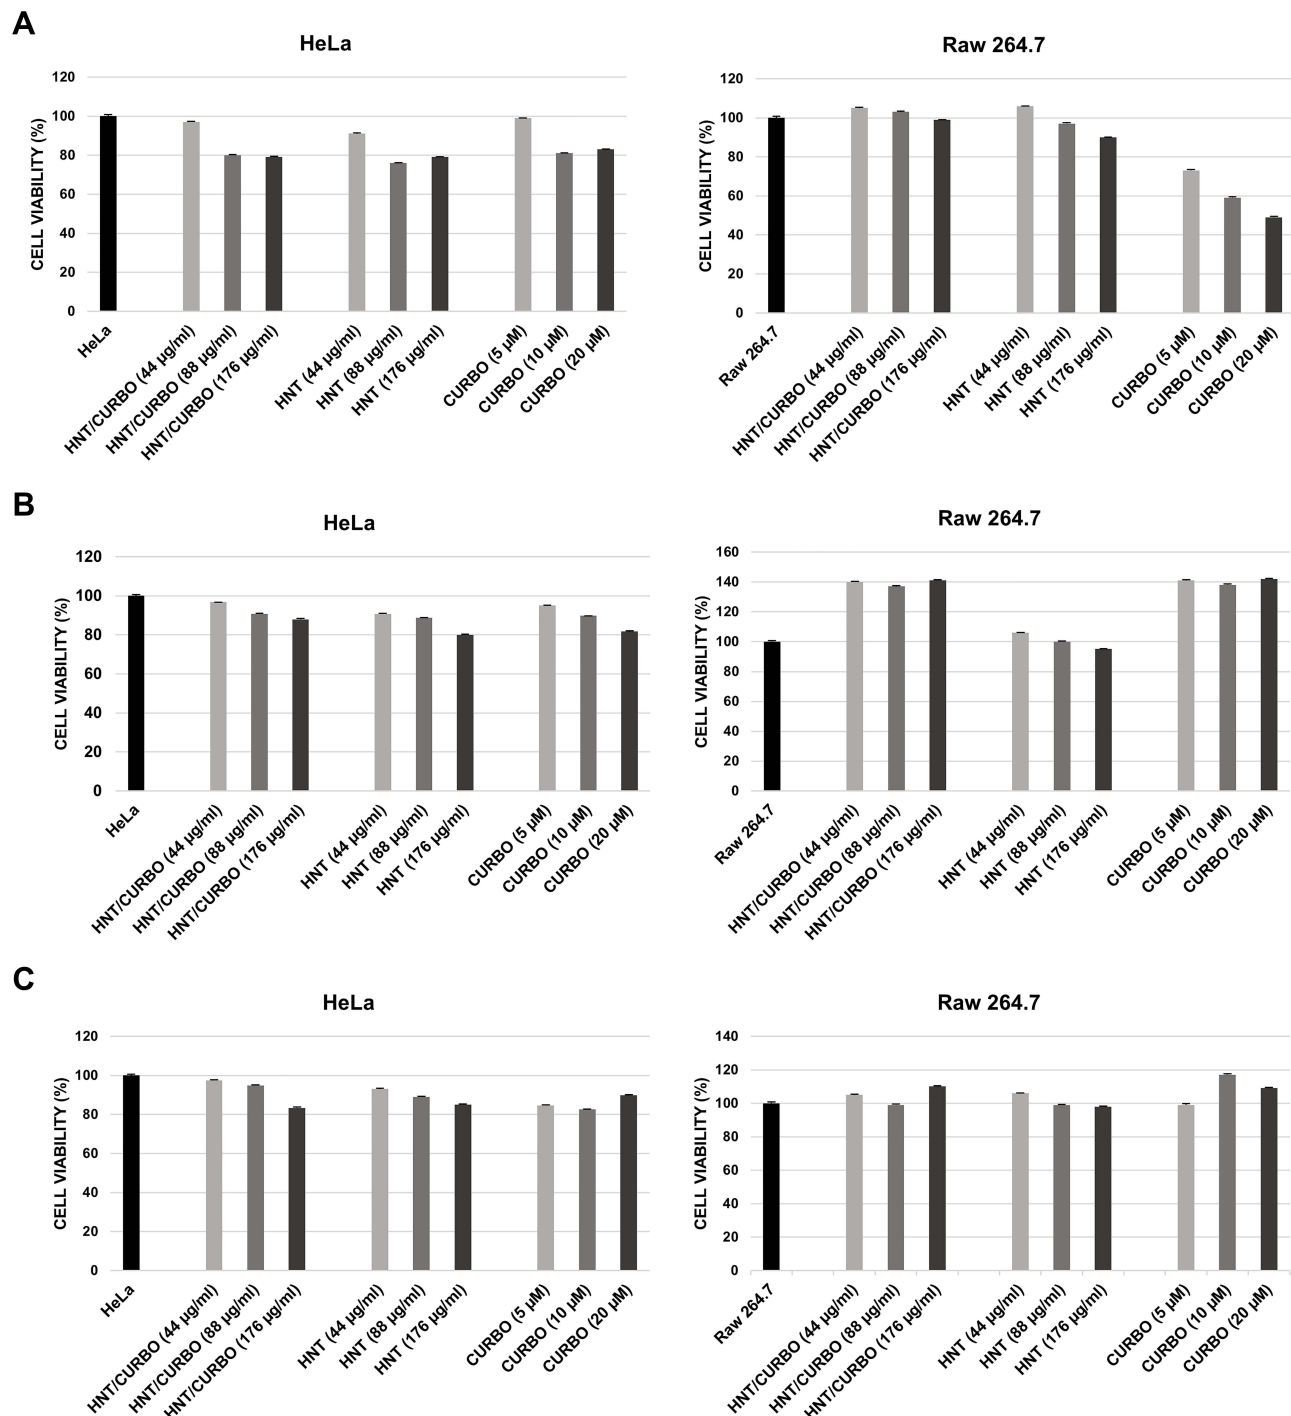 A
HeLa
CELL VIABILITY (%)
120
100
80
60
40
20
0
HeLa
HNT/CURBO (44 µg/ml)
HNT/CURBO (88 µg/ml)
HNT/CURBO (176 µg/ml)
HNT (44 µg/ml)
HNT (88 µg/ml)
HNT (176 µg/ml)
CURBO (5 µM)
CURBO (10 µM)
CURBO (20 µM)
Raw 264.7
CELL VIABILITY (%)
120
100
80
60
40
20
0
Raw 264.7
HNT/CURBO (44 µg/ml)
HNT/CURBO (88 µg/ml)
HNT/CURBO (176 µg/ml)
HNT (44 µg/ml)
HNT (88 µg/ml)
HNT (176 µg/ml)
CURBO (5 µM)
CURBO (10 µM)
CURBO (20 µM)
B
HeLa
CELL VIABILITY (%)
120
100
80
60
40
20
0
HeLa
HNT/CURBO (44 µg/ml)
HNT/CURBO (88 µg/ml)
HNT/CURBO (176 µg/ml)
HNT (44 µg/ml)
HNT (88 µg/ml)
HNT (176 µg/ml)
CURBO (5 µM)
CURBO (10 µM)
CURBO (20 µM)
Raw 264.7
CELL VIABILITY (%)
160
140
120
100
80
60
40
20
0
Raw 264.7
HNT/CURBO (44 µg/ml)
HNT/CURBO (88 µg/ml)
HNT/CURBO (176 µg/ml)
HNT (44 µg/ml)
HNT (88 µg/ml)
HNT (176 µg/ml)
CURBO (5 µM)
CURBO (10 µM)
CURBO (20 µM)
C
HeLa
CELL VIABILITY (%)
120
100
80
60
40
20
0
HeLa
HNT/CURBO (44 µg/ml)
HNT/CURBO (88 µg/ml)
HNT/CURBO (176 µg/ml)
HNT (44 µg/ml)
HNT (88 µg/ml)
HNT (176 µg/ml)
CURBO (5 µM)
CURBO (10 µM)
CURBO (20 µM)
Raw 264.7
CELL VIABILITY (%)
140
120
100
80
60
40
20
0
Raw 264.7
HNT/CURBO (44 µg/ml)
HNT/CURBO (88 µg/ml)
HNT/CURBO (176 µg/ml)
HNT (44 µg/ml)
HNT (88 µg/ml)
HNT (176 µg/ml)
CURBO (5 µM)
CURBO (10 µM)
CURBO (20 µM)